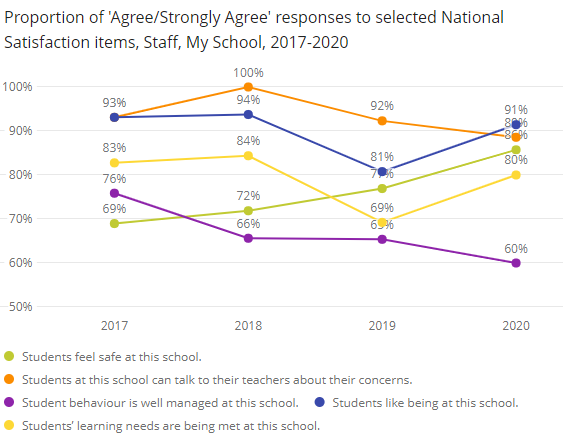 Proportion of 'Agree/Strongly Agree' responses to selected National
Satisfaction items, Staff, My School, 2017-2020
100%
100%
93% 94% 92% 91%
90%
86%
83% 84% 81% 80%
80%
76% 77%
69% 72% 69%
70%
66% 65%
60%
60%
50%
2017 2018 2019 2020
Students feel safe at this school.
Students at this school can talk to their teachers about their concerns.
Student behaviour is well managed at this school. Students like being at this school.
Students' learning needs are being met at this school.